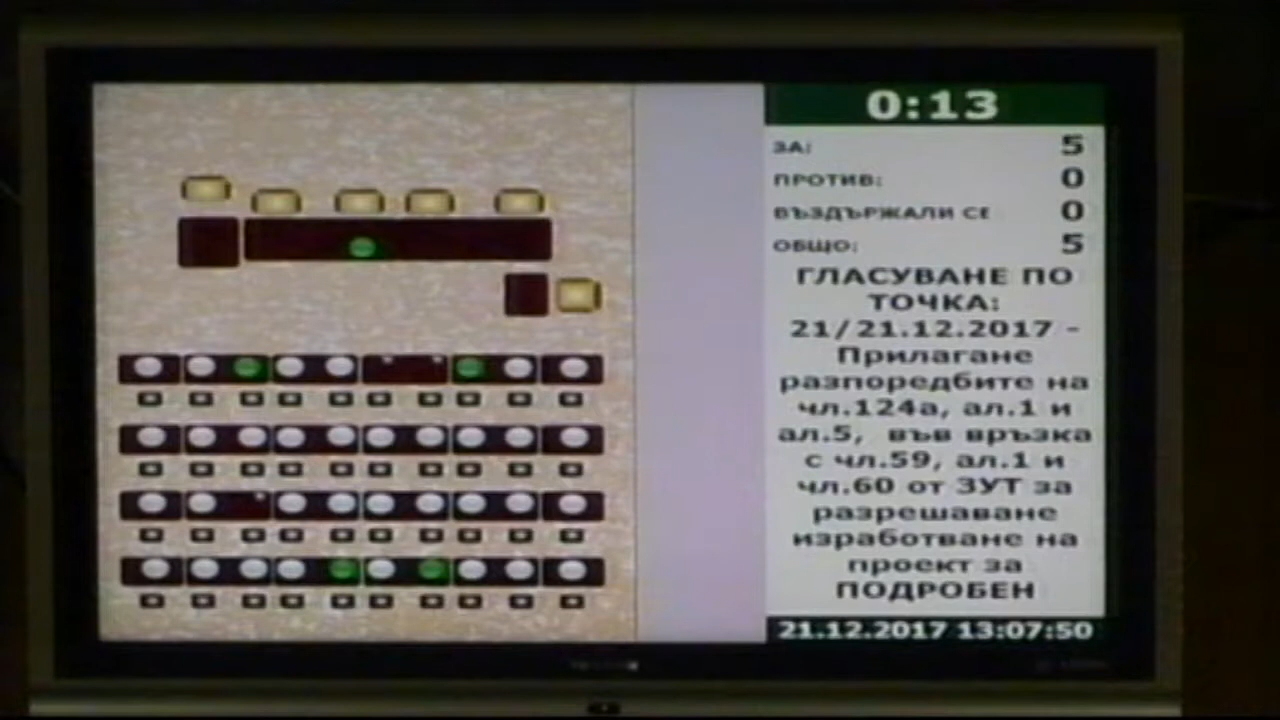 0:13
ЗА: 5
ПРОТИВ: 0
ВЪЗДЪРЖАЛИ СЕ 0
ОБЩО: 5
ГЛАСУВАНЕ ПО
ТОЧКА:
21/21.12.2017 -
Прилагане
разпоредбите на
чл.124а, ал.1 и
ал.5, във връзка
с чл.59, ал.1 и
чл.60 от ЗУТ за
разрешаване
изработване на
проект за
ПОДРОБЕН
21.12.2017 13:07:50